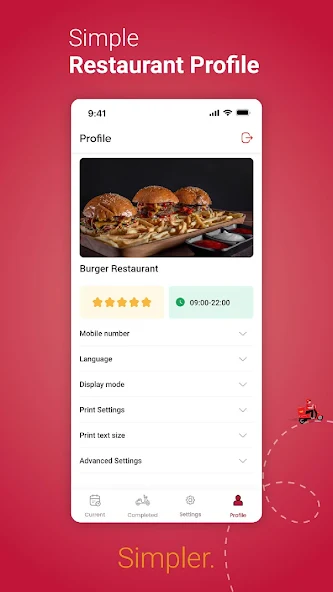 Simple
Restaurant Profile
9:41
Profile
Burger Restaurant
09:00-22:00
Mobile number
Language
Display mode
Print Settings
Print text size
Advanced Settings
Current
Completed
Settings
Profile
Simpler.